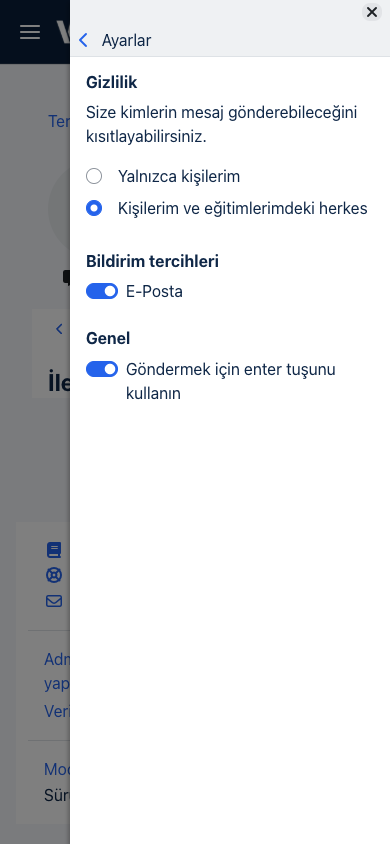 Ayarlar
Gizlilik
Size kimlerin mesaj gönderebileceğini
kısıtlayabilirsiniz.
Yalnızca kişilerim
Kişilerim ve eğitimlerimdeki herkes
Bildirim tercihleri
E-Posta
Genel
Göndermek için enter tuşunu
kullanın